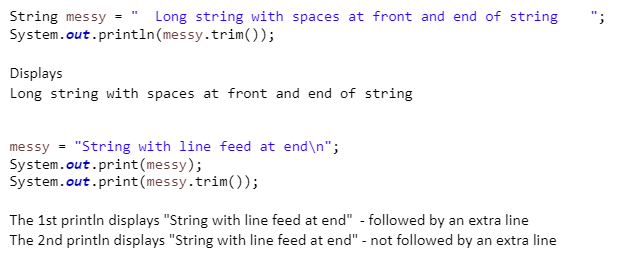 String messy = "  Long string with spaces at front and end of string    ";
System.out.println(messy.trim());
Displays
Long string with spaces at front and end of string
messy = "String with line feed at end\n";
System.out.print(messy);
System.out.print(messy.trim());
The 1st println displays "String with line feed at end"  - followed by an extra line
The 2nd println displays "String with line feed at end" - not followed by an extra line